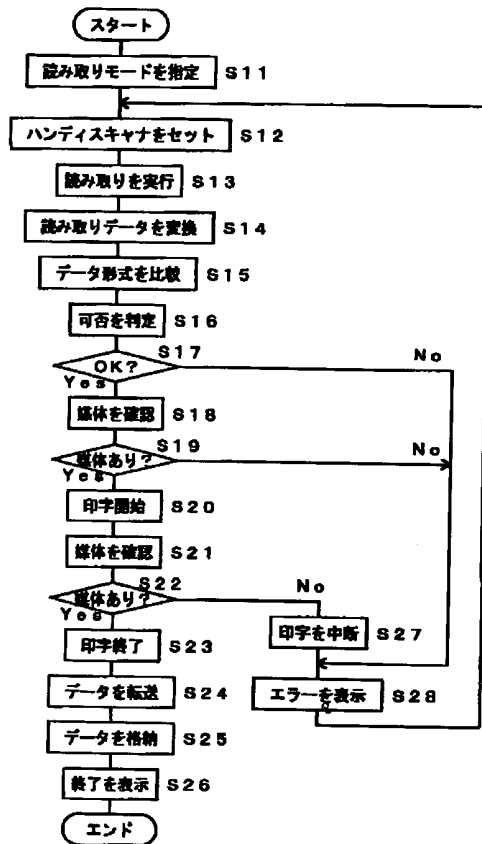 スタート
読み取りモードを指定 S11
ハンディスキャナをセット S12
読み取りを実行 S13
読み取りデータを変換 S14
データ形式を比較 S15
可否を判定 S16
OK? S17 No
Yes
媒体を確認 S18
媒体あり? S19 No
Yes
印字開始 S20
媒体を確認 S21
媒体あり? S22 No
Yes
印字を中断 S27
印字終了 S23
データを転送 S24
エラーを表示 S28
データを格納 S25
終了を表示 S26
エンド